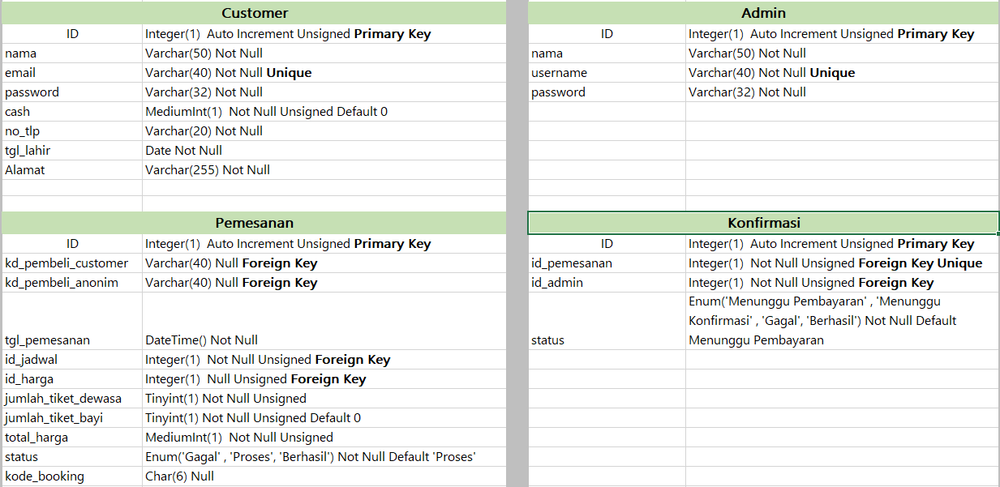 Customer
ID Integer(1) Auto Increment Unsigned Primary Key
nama Varchar(50) Not Null
email Varchar(40) Not Null Unique
password Varchar(32) Not Null
cash MediumInt(1) Not Null Unsigned Default 0
no_tlp Varchar(20) Not Null
tgl_lahir Date Not Null
Alamat Varchar(255) Not Null
Admin
ID Integer(1) Auto Increment Unsigned Primary Key
nama Varchar(50) Not Null
username Varchar(40) Not Null Unique
password Varchar(32) Not Null
Pemesanan
ID Integer(1) Auto Increment Unsigned Primary Key
kd_pembeli_customer Varchar(40) Null Foreign Key
kd_pembeli_anonim Varchar(40) Null Foreign Key
tgl_pemesanan DateTime() Not Null
id_jadwal Integer(1) Not Null Unsigned Foreign Key
id_harga Integer(1) Null Unsigned Foreign Key
jumlah_tiket_dewasa Tinyint(1) Not Null Unsigned
jumlah_tiket_bayi Tinyint(1) Not Null Unsigned Default 0
total_harga MediumInt(1) Not Null Unsigned
status Enum('Gagal' , 'Proses', 'Berhasil') Not Null Default 'Proses'
kode_booking Char(6) Null
Konfirmasi
ID Integer(1) Auto Increment Unsigned Primary Key
id_pemesanan Integer(1) Not Null Unsigned Foreign Key Unique
id_admin Integer(1) Not Null Unsigned Foreign Key
Enum('Menunggu Pembayaran' , 'Menunggu
Konfirmasi' , 'Gagal', 'Berhasil') Not Null Default
status Menunggu Pembayaran